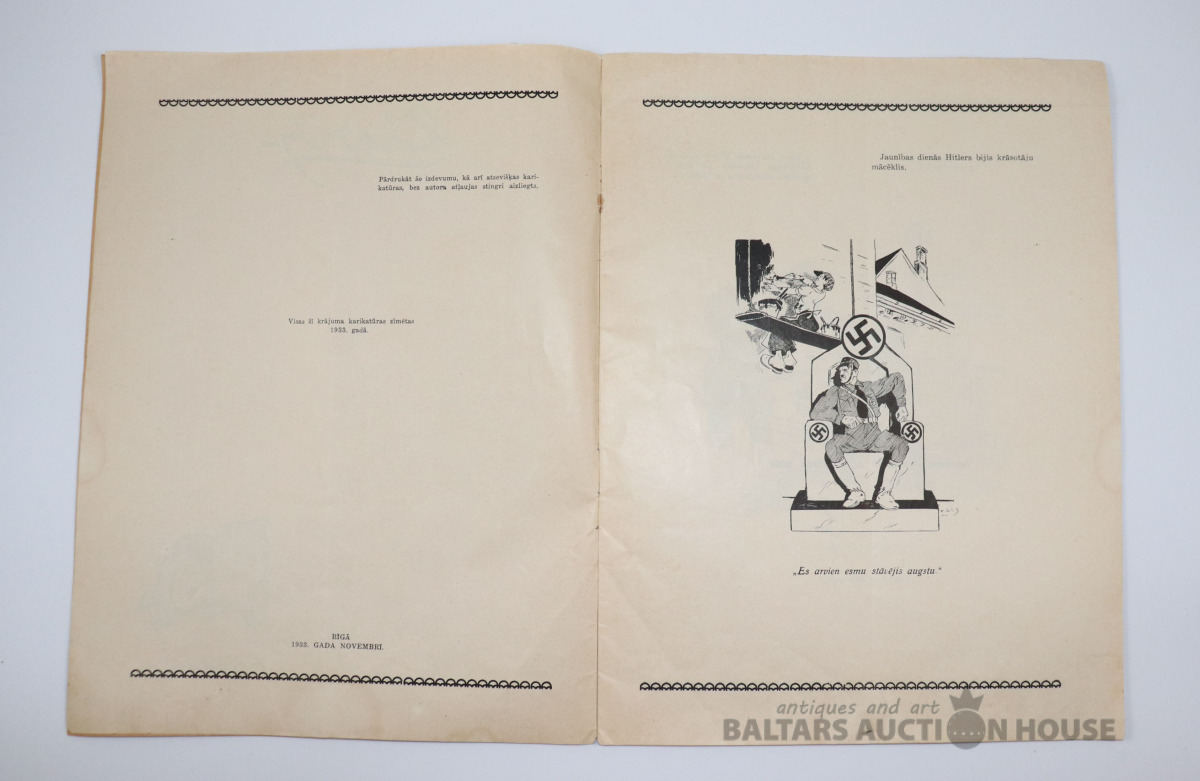 Pārdrukāt šo izdevumu, kā arī atsevišķas kari-
katūras, bez autora atļaujas stingri aizliegts.
Visas šī krājuma karikatūras zīmētas
1933. gadā.
RĪGĀ
1933. GADA NOVEMBRĪ.
Jaunības dienās Hitlers bijis krāsotāju
mācēklis.
„Es arvien esmu stāvējis augstu.“
antiques and art
BALTARS AUCTION HOUSE